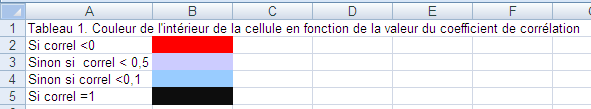 A B C D E F
1 Tableau 1. Couleur de l'intérieur de la cellule en fonction de la valeur du coefficient de corrélation
2 Si correl <0
3 Sinon si  correl < 0,5
4 Sinon si correl <0,1
5 Si correl =1